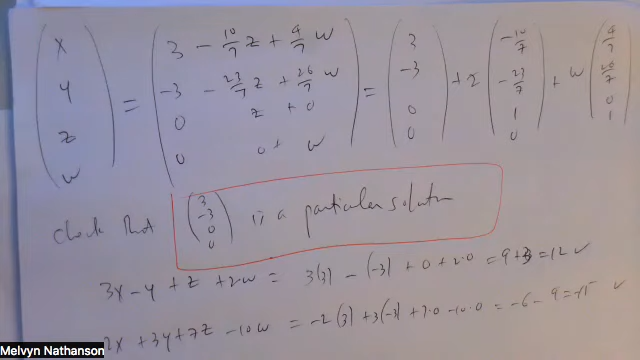 (x y z w) = (3 - 10/7 z + 4/7 w, -3 - 23/7 z + 26/7 w, 0 z + 0, 0 0 + w) = (3 -3 0 0) + z (-10/7 -23/7 1 0) + w (4/7 26/7 0 1)
Check that (3 -3 0 0) is a particular solution
3x - y + z + 2w = 3(3) - (-3) + 0 + 2·0 = 9 + 3 = 12 ✓
2x + 3y + 7z - 10w = -2(3) + 3(-3) + 7·0 - 10·0 = -6 - 9 = -15 ✓
Melvyn Nathanson